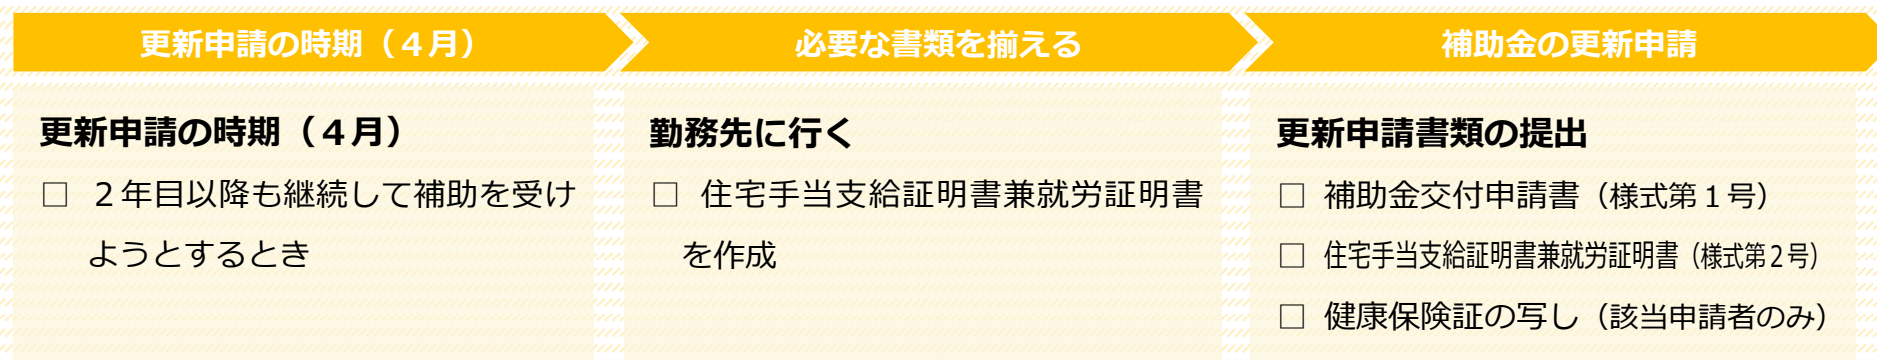 更新申請の時期（４月）
必要な書類を揃える
補助金の更新申請
更新申請の時期（４月）
□ ２年目以降も継続して補助を受け
ようとするとき
勤務先に行く
□ 住宅手当支給証明書兼就労証明書
を作成
更新申請書類の提出
□ 補助金交付申請書（様式第１号）
□ 住宅手当支給証明書兼就労証明書（様式第２号）
□ 健康保険証の写し（該当申請者のみ）